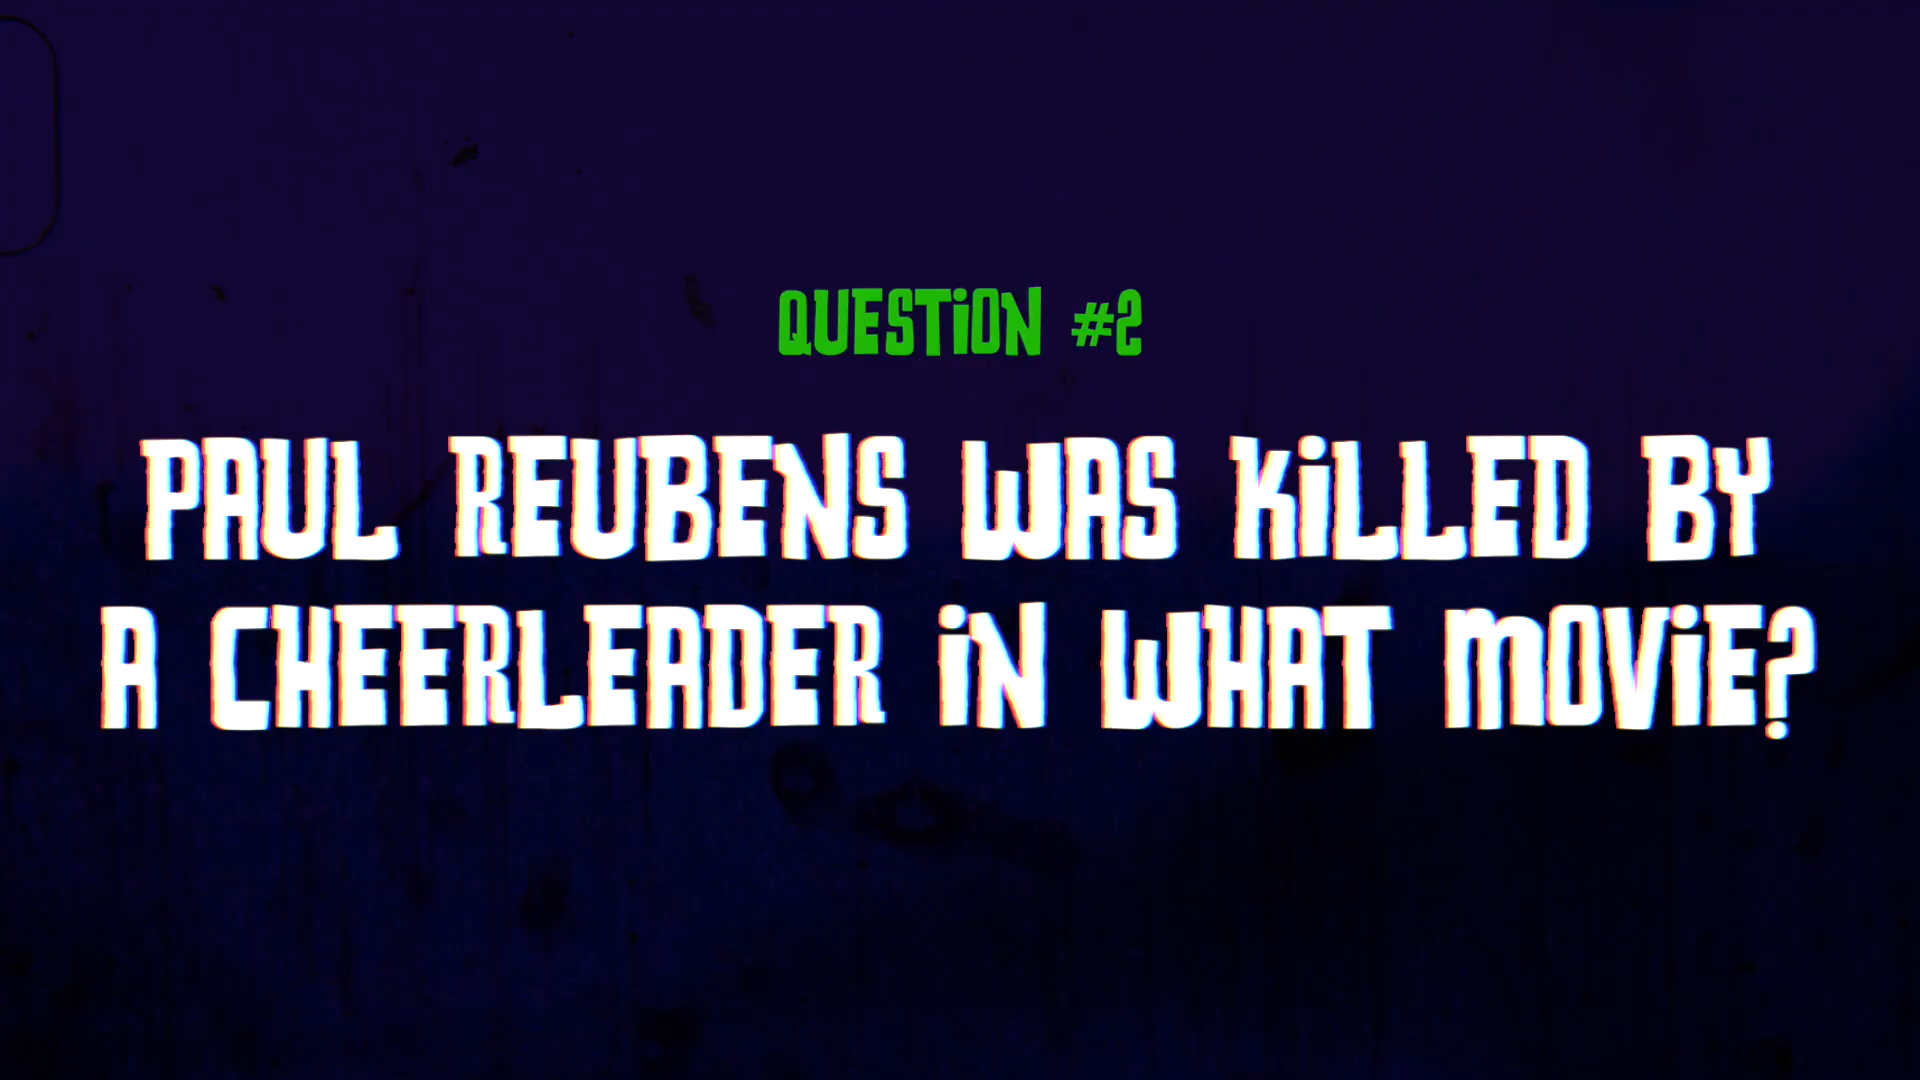 QUESTION #2
PAUL REUBENS WAS KILLED BY
A CHEERLEADER IN WHAT MOVIE?